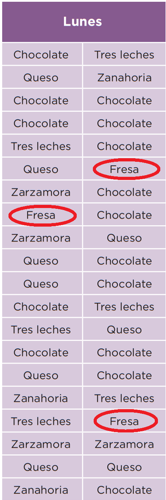 Lunes
Chocolate Tres leches
Queso Zanahoria
Chocolate Chocolate
Chocolate Chocolate
Tres leches Chocolate
Queso Fresa
Zarzamora Chocolate
Fresa Chocolate
Zarzamora Queso
Queso Chocolate
Queso Chocolate
Chocolate Tres leches
Tres leches Queso
Chocolate Chocolate
Queso Chocolate
Zanahoria Tres leches
Tres leches Fresa
Zarzamora Zarzamora
Queso Queso
Zanahoria Chocolate